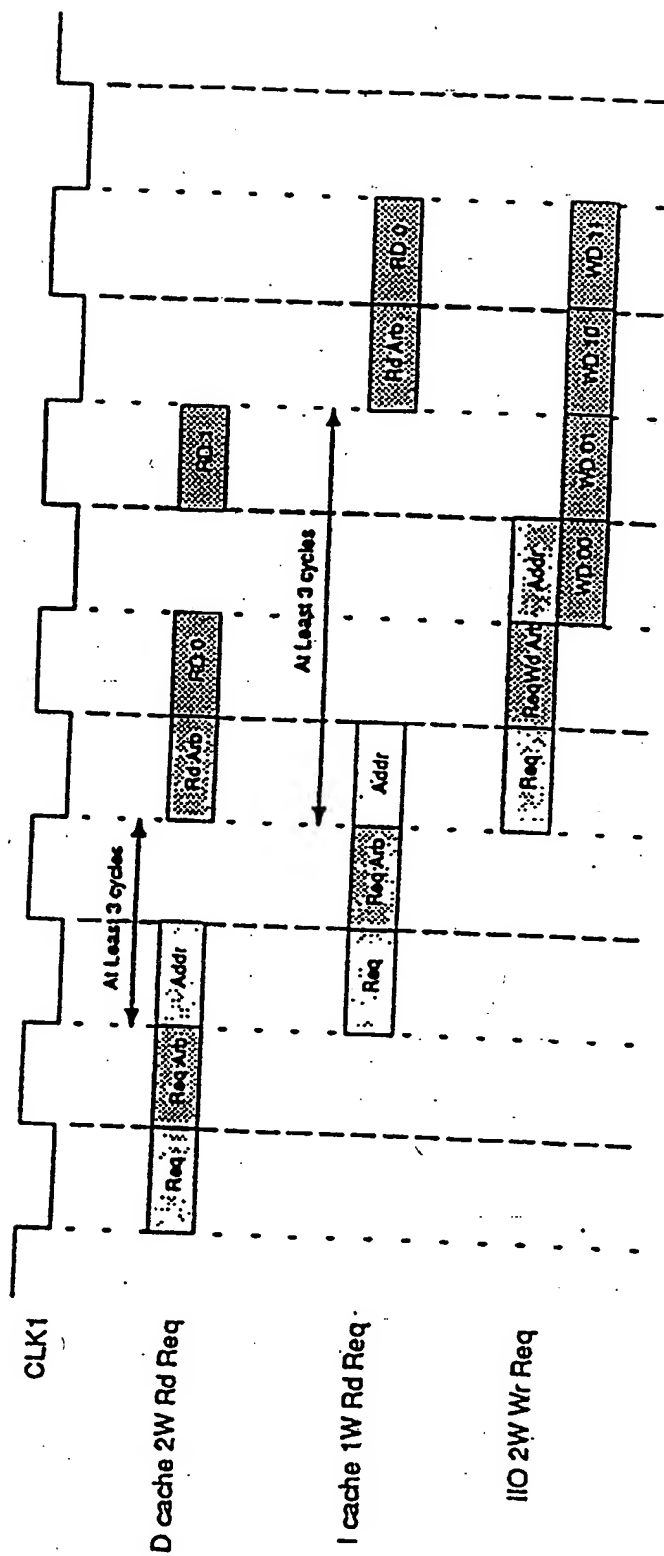 CLK1
D cache 2W Rd Req
Req
Req Arb
Addr
At Least 3 cycles
Rd Arb
RD:0
RD:1
I cache 1W Rd Req
Req
Req Arb
Addr
At Least 3 cycles
Rd Arb
RD:0
IIO 2W Wr Req
Req
ReqWd Arb
Addr
WD:00
WD:01
WD:10
WD:11